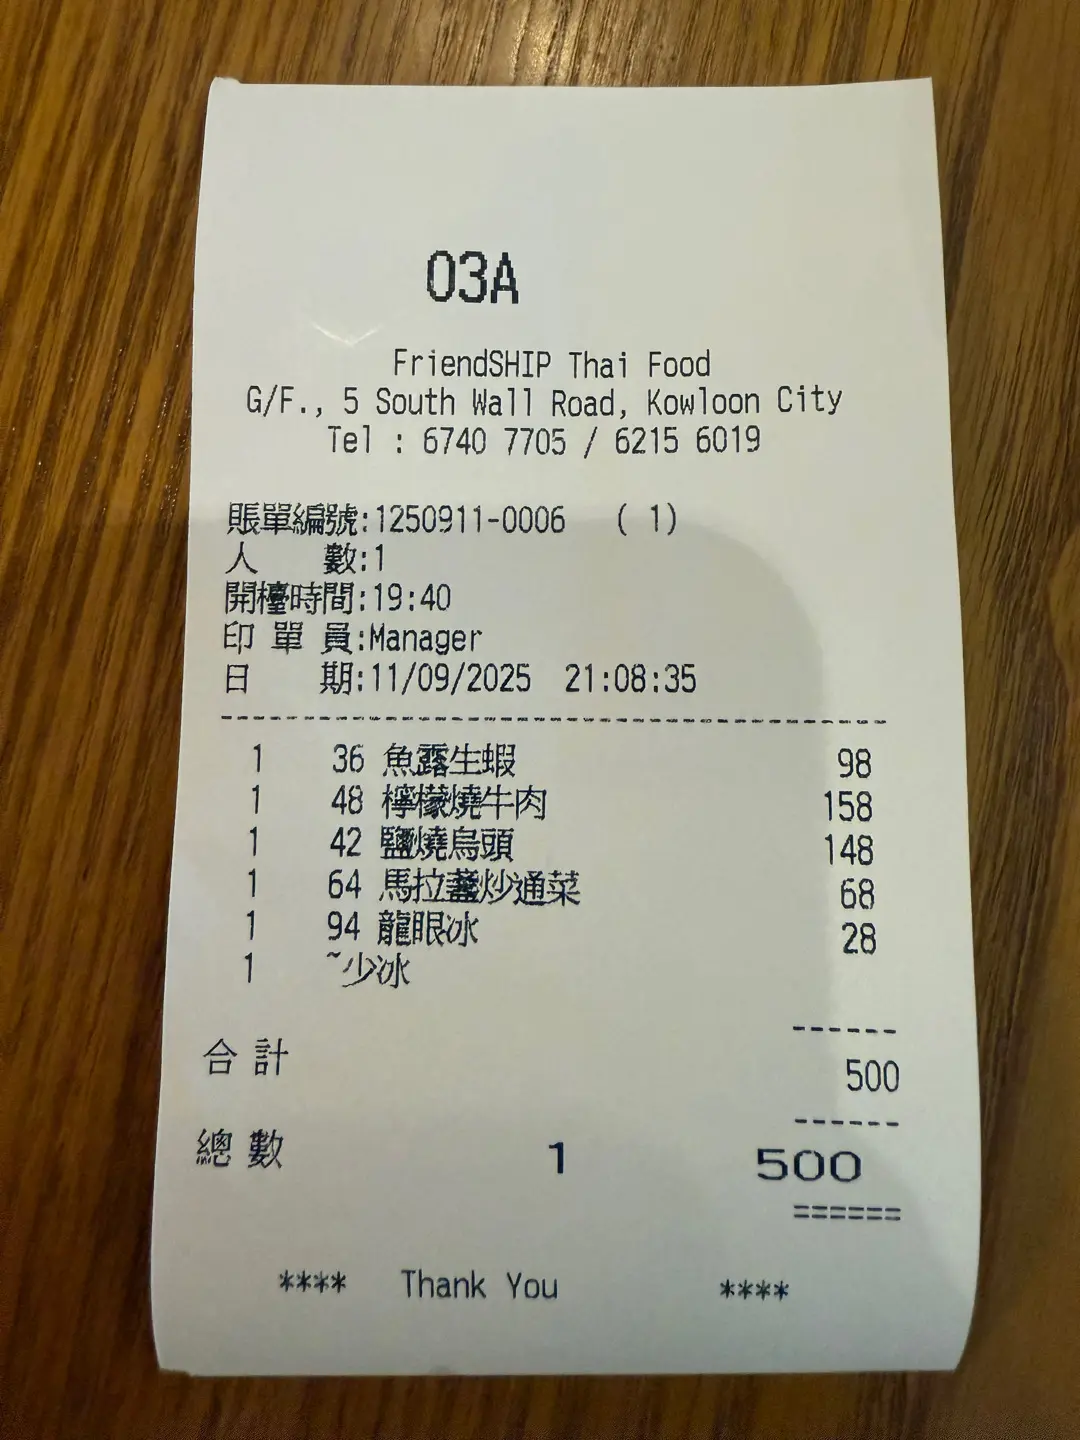 03A
FriendSHIP Thai Food
G/F., 5 South Wall Road, Kowloon City
Tel : 6740 7705 / 6215 6019
賬單編號:1250911-0006 ( 1)
人 數:1
開檯時間:19:40
印 單 員:Manager
日 期:11/09/2025 21:08:35
1 36 魚露生蝦 98
1 48 檸檬燒牛肉 158
1 42 鹽燒烏頭 148
1 64 馬拉盞炒通菜 68
1 94 龍眼冰 28
1 ~少冰
合 計 500
總 數 1 500
**** Thank You ****